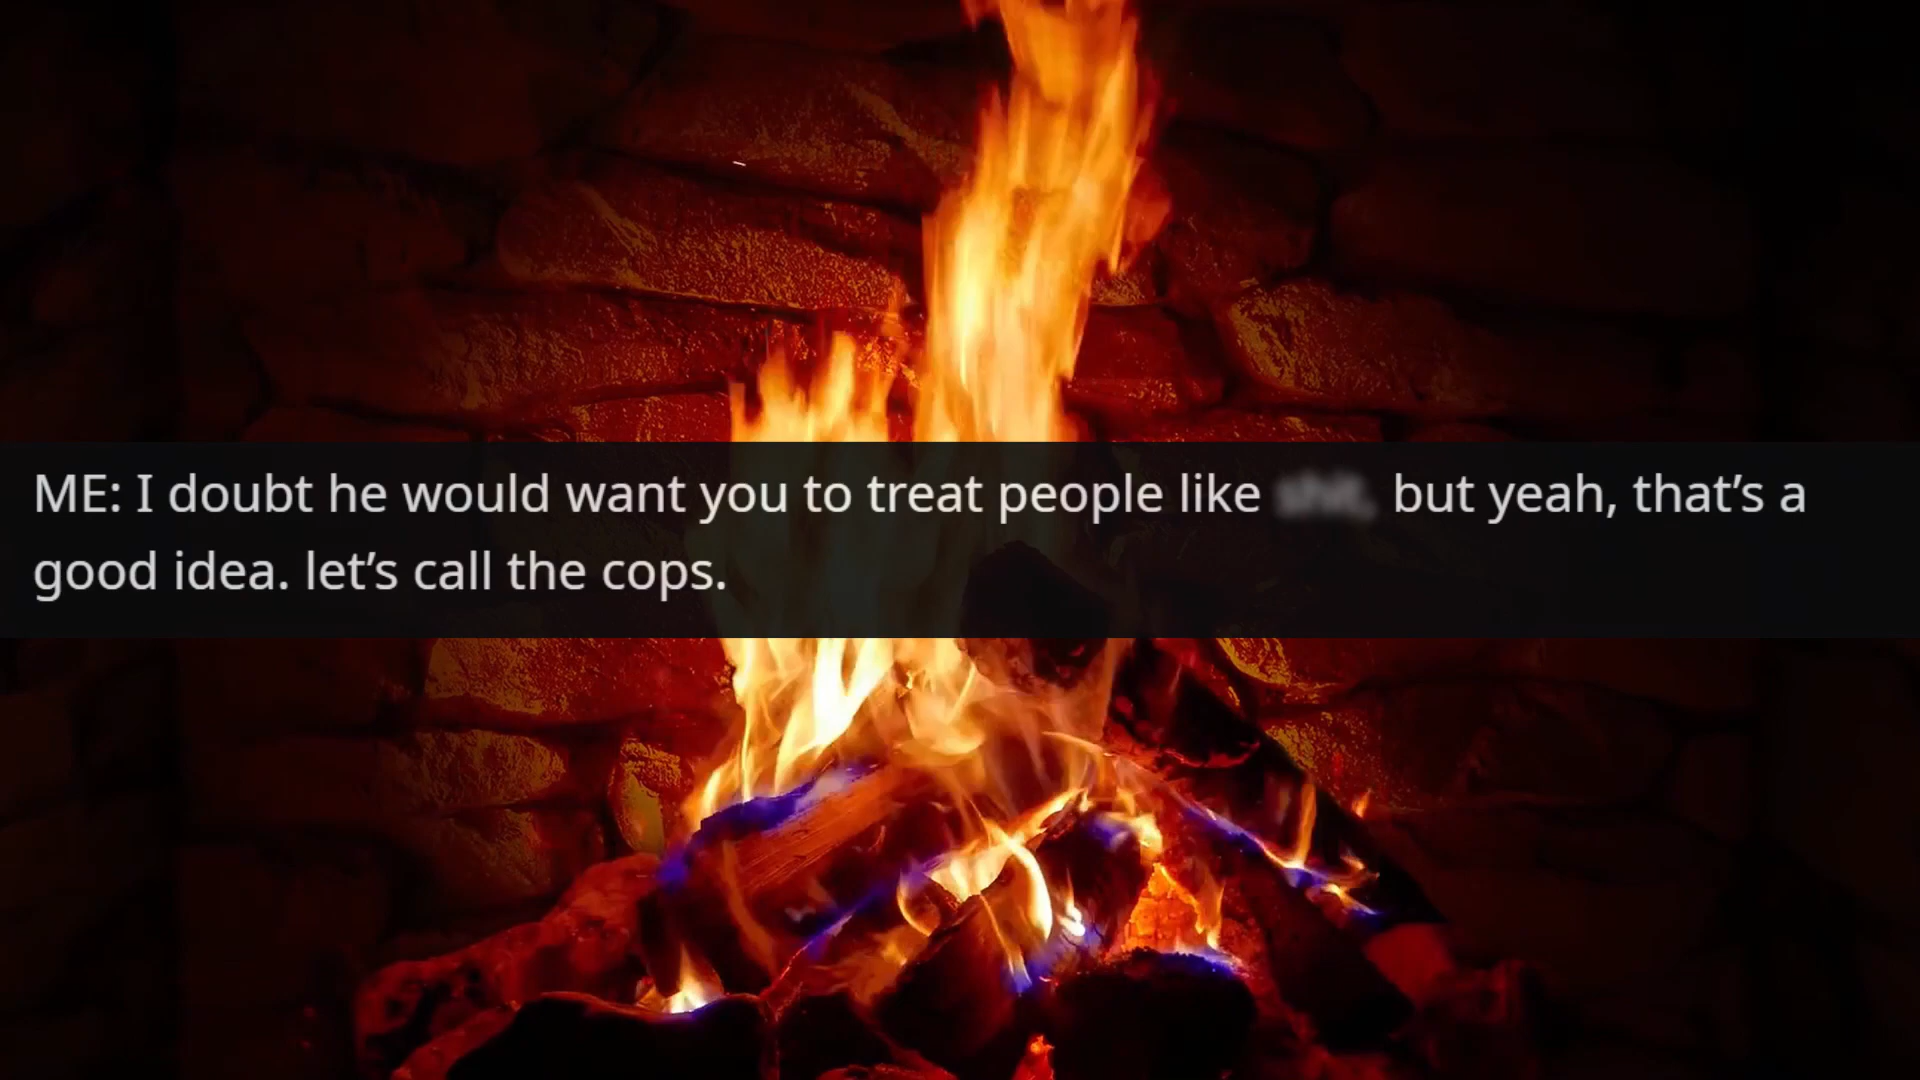 ME: I doubt he would want you to treat people like shit, but yeah, that’s a
good idea. let’s call the cops.